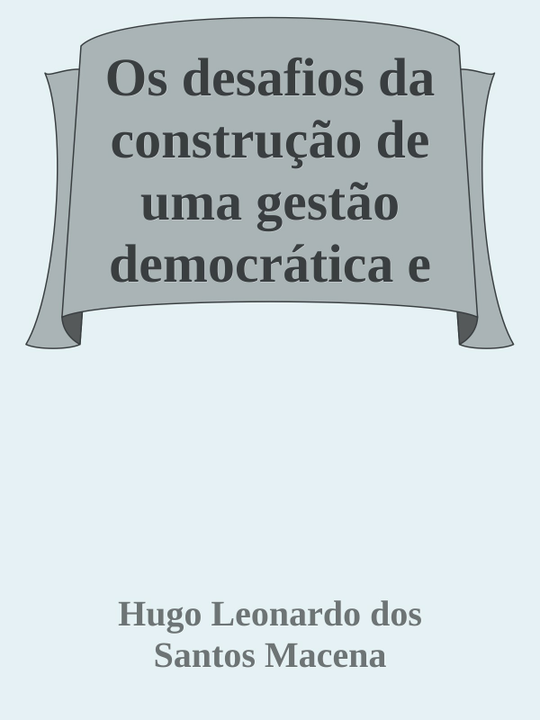 Os desafios da
construção de
uma gestão
democrática e
Hugo Leonardo dos
Santos Macena